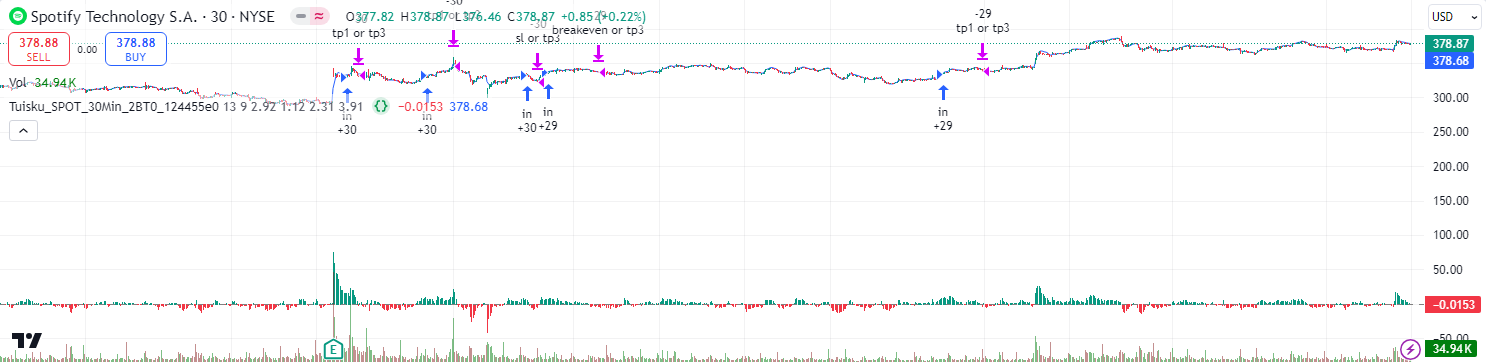 Spotify Technology S.A. · 30 · NYSE
O377.82 H378.87 L376.46 C378.87 +0.85 (+0.22%)
USD
378.88
SELL
0.00
378.88
BUY
Vol 34.94K
Tuisku_SPOT_30Min_2BT0_124455e0 13 9 2.92 1.12 2.31 3.91 {} −0.0153 378.68
tp1 or tp3
-30
-30
sl or tp3
-29
breakeven or tp3
-29
tp1 or tp3
in
+30
in
+30
in
+30
in
+29
in
+29
378.87
378.68
300.00
250.00
200.00
150.00
100.00
50.00
−0.0153
34.94K
E